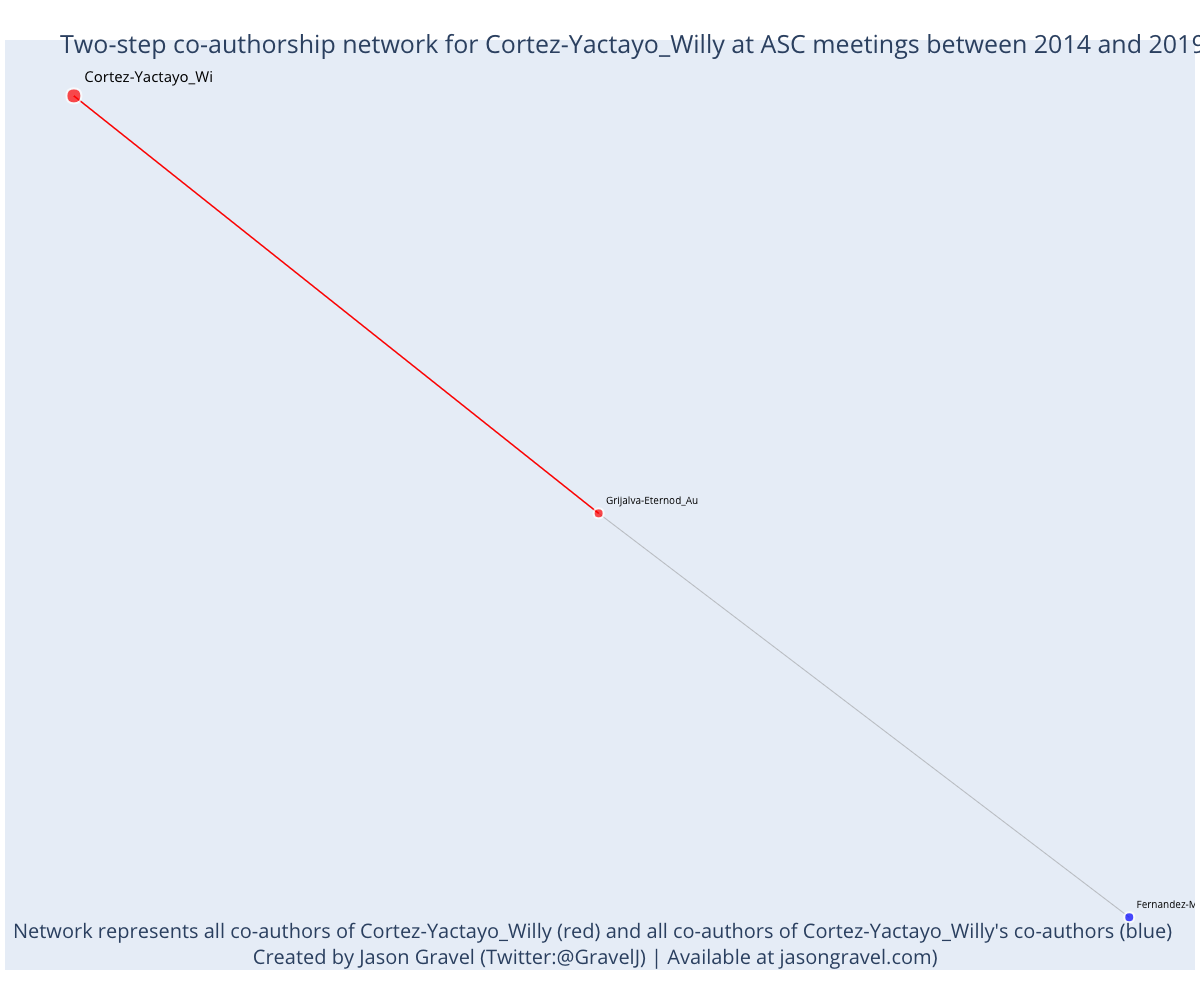 Two-step co-authorship network for Cortez-Yactayo_Willy at ASC meetings between 2014 and 2019
Cortez-Yactayo_Wi
Grijalva-Eternod_Au
Fernandez-M
Network represents all co-authors of Cortez-Yactayo_Willy (red) and all co-authors of Cortez-Yactayo_Willy's co-authors (blue)
Created by Jason Gravel (Twitter:@GravelJ) | Available at jasongravel.com)